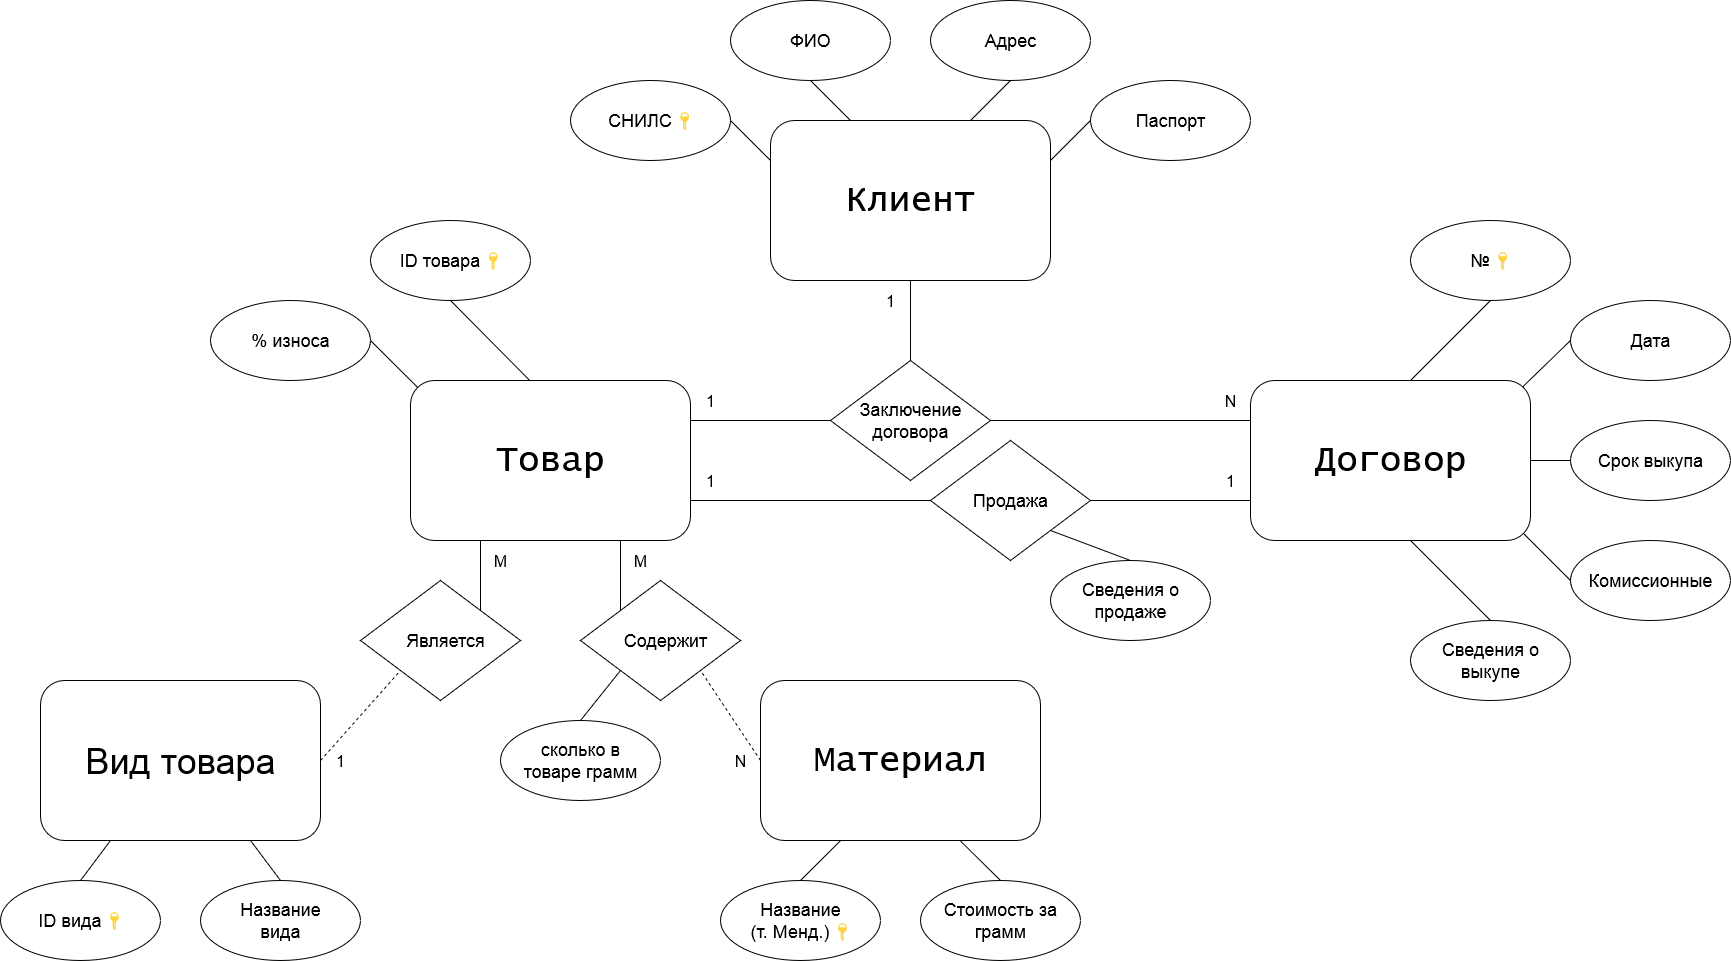 ФИО
Адрес
СНИЛС
Паспорт
Клиент
ID товара
№
% износа
Дата
1
1
Заключение
договора
N
Товар
Договор
Срок выкупа
1
Продажа
1
M
M
Сведения о
продаже
Комиссионные
Является
Содержит
Сведения о
выкупе
Вид товара
1
сколько в
товаре грамм
N
Материал
ID вида
Название
вида
Название
(т. Менд.)
Стоимость за
грамм